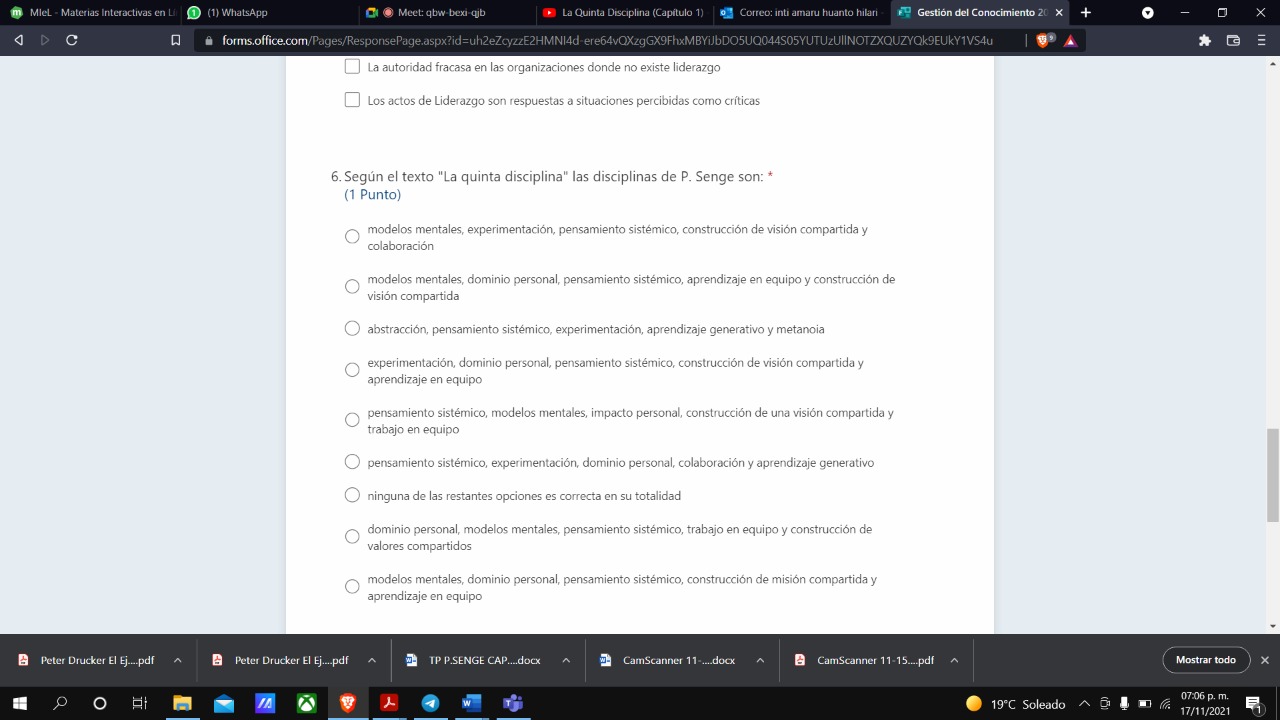 MieL - Materias Interactivas en Lí
(1) WhatsApp
Meet: qbw-bexi-qjb
La Quinta Disciplina (Capítulo 1)
Correo: inti amaru huanto hilari -
Gestión del Conocimiento 20
forms.office.com/Pages/ResponsePage.aspx?id=uh2eZcyzzE2HMNI4d-ere64vQXzgGX9FhxMBYiJbDO5UQ044S05YUTUzUllNOTZXQUZYQk9EUkY1VS4u
9
La autoridad fracasa en las organizaciones donde no existe liderazgo
Los actos de Liderazgo son respuestas a situaciones percibidas como críticas
6. Según el texto "La quinta disciplina" las disciplinas de P. Senge son: *
(1 Punto)
modelos mentales, experimentación, pensamiento sistémico, construcción de visión compartida y
colaboración
modelos mentales, dominio personal, pensamiento sistémico, aprendizaje en equipo y construcción de
visión compartida
abstracción, pensamiento sistémico, experimentación, aprendizaje generativo y metanoia
experimentación, dominio personal, pensamiento sistémico, construcción de visión compartida y
aprendizaje en equipo
pensamiento sistémico, modelos mentales, impacto personal, construcción de una visión compartida y
trabajo en equipo
pensamiento sistémico, experimentación, dominio personal, colaboración y aprendizaje generativo
ninguna de las restantes opciones es correcta en su totalidad
dominio personal, modelos mentales, pensamiento sistémico, trabajo en equipo y construcción de
valores compartidos
modelos mentales, dominio personal, pensamiento sistémico, construcción de misión compartida y
aprendizaje en equipo
Peter Drucker El Ej....pdf
Peter Drucker El Ej....pdf
TP P.SENGE CAP....docx
CamScanner 11-....docx
CamScanner 11-15....pdf
Mostrar todo
19°C Soleado
07:06 p. m.
17/11/2021
1